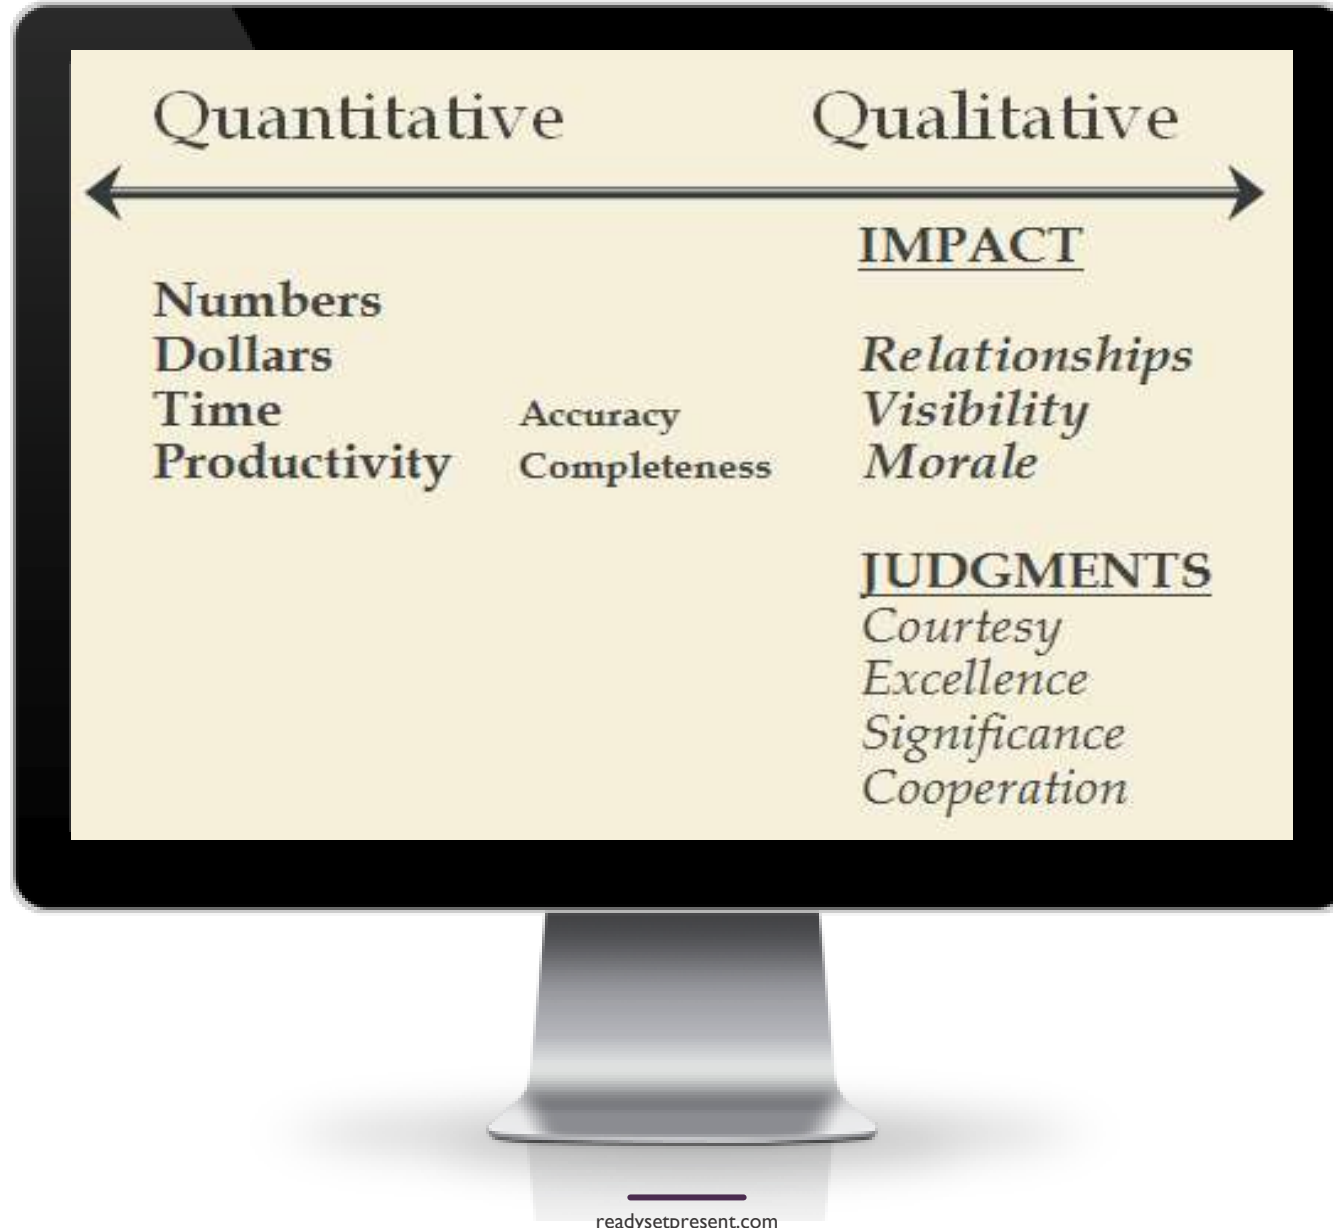 Quantitative Qualitative
IMPACT
Numbers
Dollars Relationships
Time Accuracy Visibility
Productivity Completeness Morale
JUDGMENTS
Courtesy
Excellence
Significance
Cooperation
readysetpresent.com